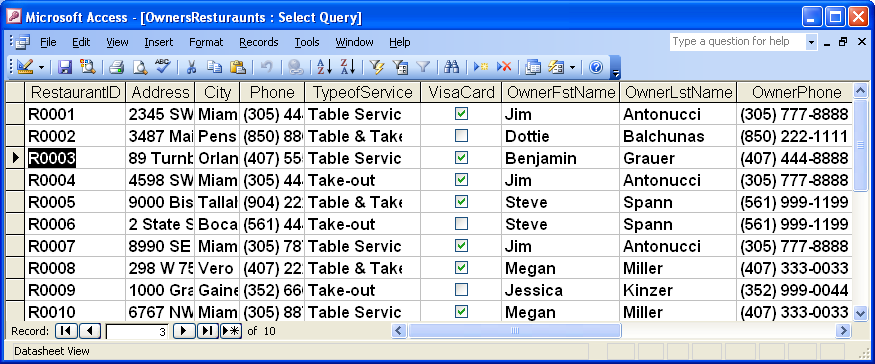 Microsoft Access - [OwnersResturaunts : Select Query]
File Edit View Insert Format Records Tools Window Help Type a question for help
RestaurantID Address City Phone TypeofService VisaCard OwnerFstName OwnerLstName OwnerPhone
R0001 2345 SW Miam (305) 44 Table Servic Jim Antonucci (305) 777-8888
R0002 3487 Mai Pens (850) 88 Table & Take Dottie Balchunas (850) 222-1111
R0003 89 Turnb Orlan (407) 55 Table Servic Benjamin Grauer (407) 444-8888
R0004 4598 SW Miam (305) 44 Take-out Jim Antonucci (305) 777-8888
R0005 9000 Bis Tallah (904) 22 Table & Take Steve Spann (561) 999-1199
R0006 2 State S Boca (561) 44 Take-out Steve Spann (561) 999-1199
R0007 8990 SE Miam (305) 78 Table Servic Jim Antonucci (305) 777-8888
R0008 298 W 75 Vero (407) 22 Table & Take Megan Miller (407) 333-0033
R0009 1000 Gra Gaine (352) 66 Take-out Jessica Kinzer (352) 999-0044
R0010 6767 NW Miam (305) 88 Table Servic Megan Miller (407) 333-0033
Record: 3 of 10
Datasheet View